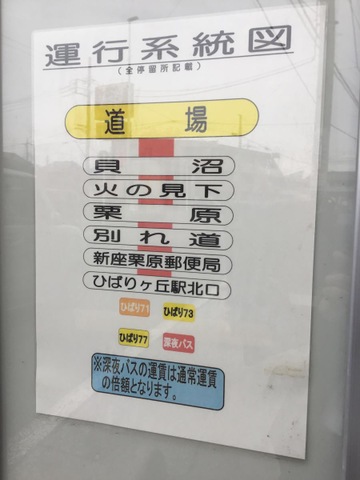 運行系統図
(全停留所記載)
道場
貝沼
火の見下
栗原
別れ道
新座栗原郵便局
ひばりヶ丘駅北口
ひばり71 ひばり73
ひばり77 深夜バス
※深夜バスの運賃は通常運賃
の倍額となります。